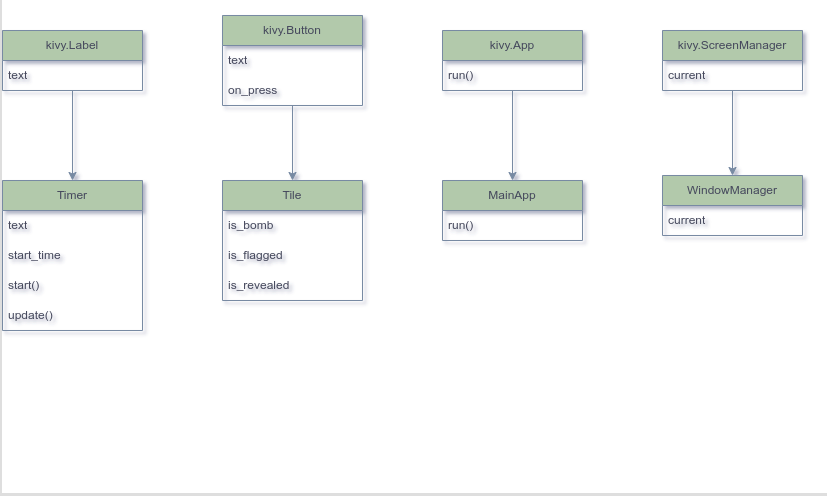 kivy.Label
text
kivy.Button
text
on_press
kivy.App
run()
kivy.ScreenManager
current
Timer
text
start_time
start()
update()
Tile
is_bomb
is_flagged
is_revealed
MainApp
run()
WindowManager
current